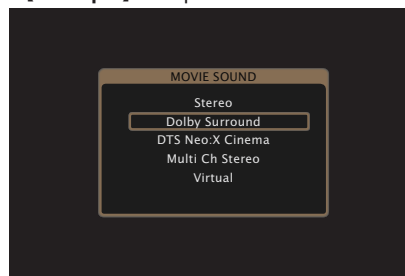 MOVIE SOUND
Stereo
Dolby Surround
DTS Neo:X Cinema
Multi Ch Stereo
Virtual